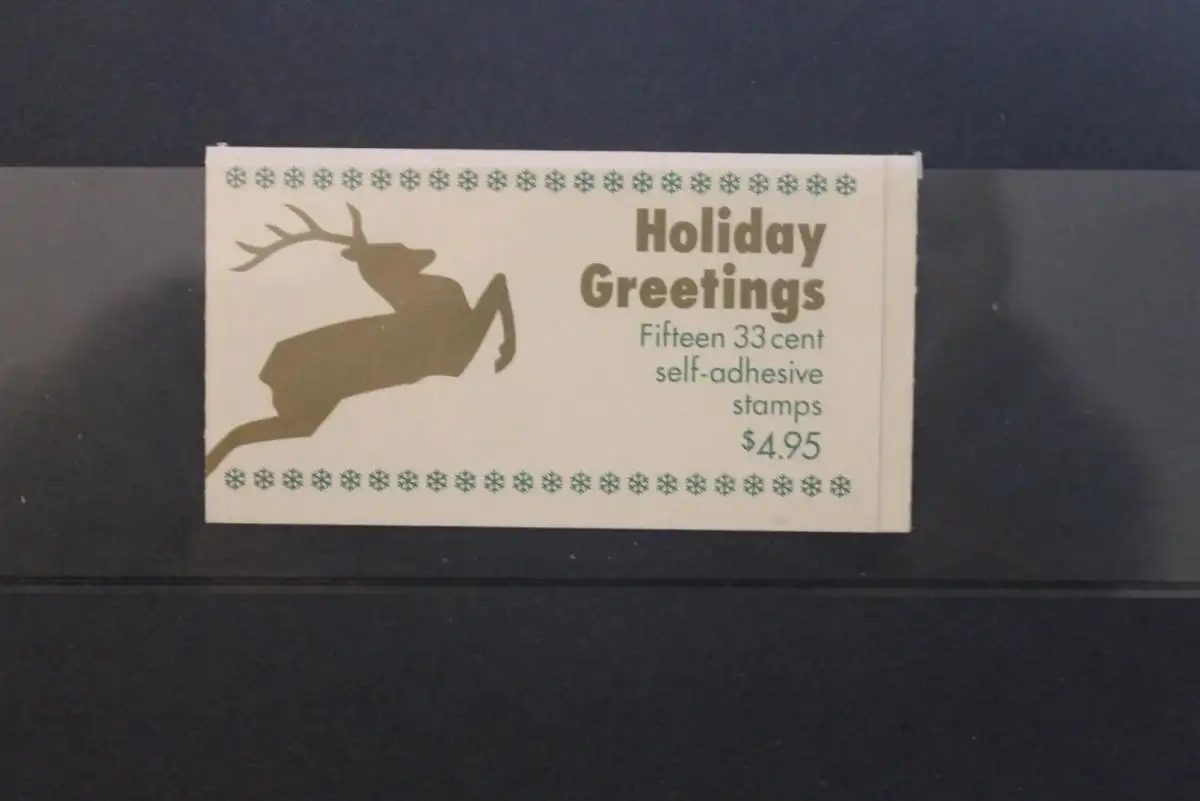 Holiday
Greetings
Fifteen 33 cent
self-adhesive
stamps
$4.95